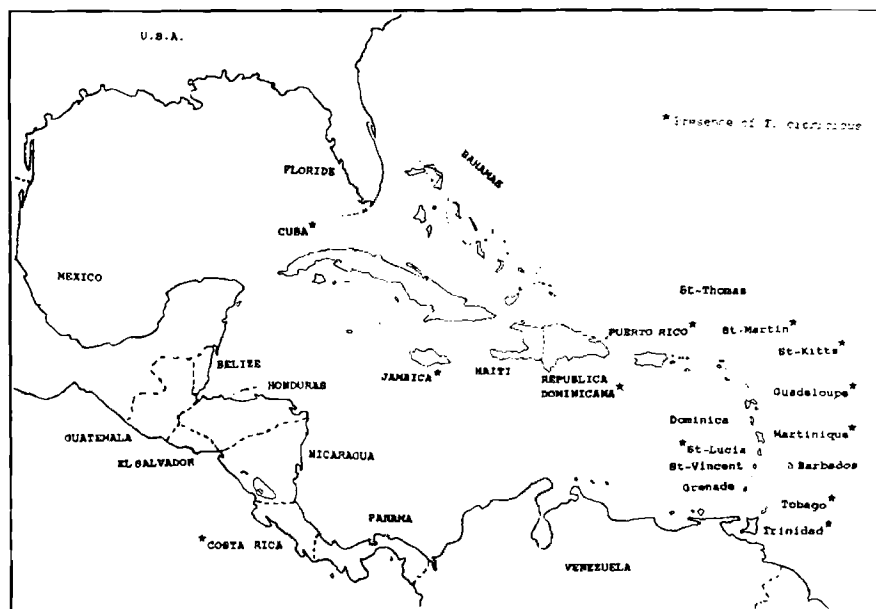 U.S.A.
*Presence of T.
BAHAMAS
FLORIDE
CUBA*
MEXICO
St-Thomas
PUERTO RICO* St-Martin*
BELIZE
St-Kitts*
JAMAICA* HAITI REPUBLICA
DOMINICANA*
HONDURAS
Guadeloupe*
Dominica
GUATEMALA
Martinique*
NICARAGUA
*St-Lucia
EL SALVADOR
St-Vincent Barbados
Grenade
Tobago*
PANAMA
Trinidad*
*COSTA RICA
VENEZUELA